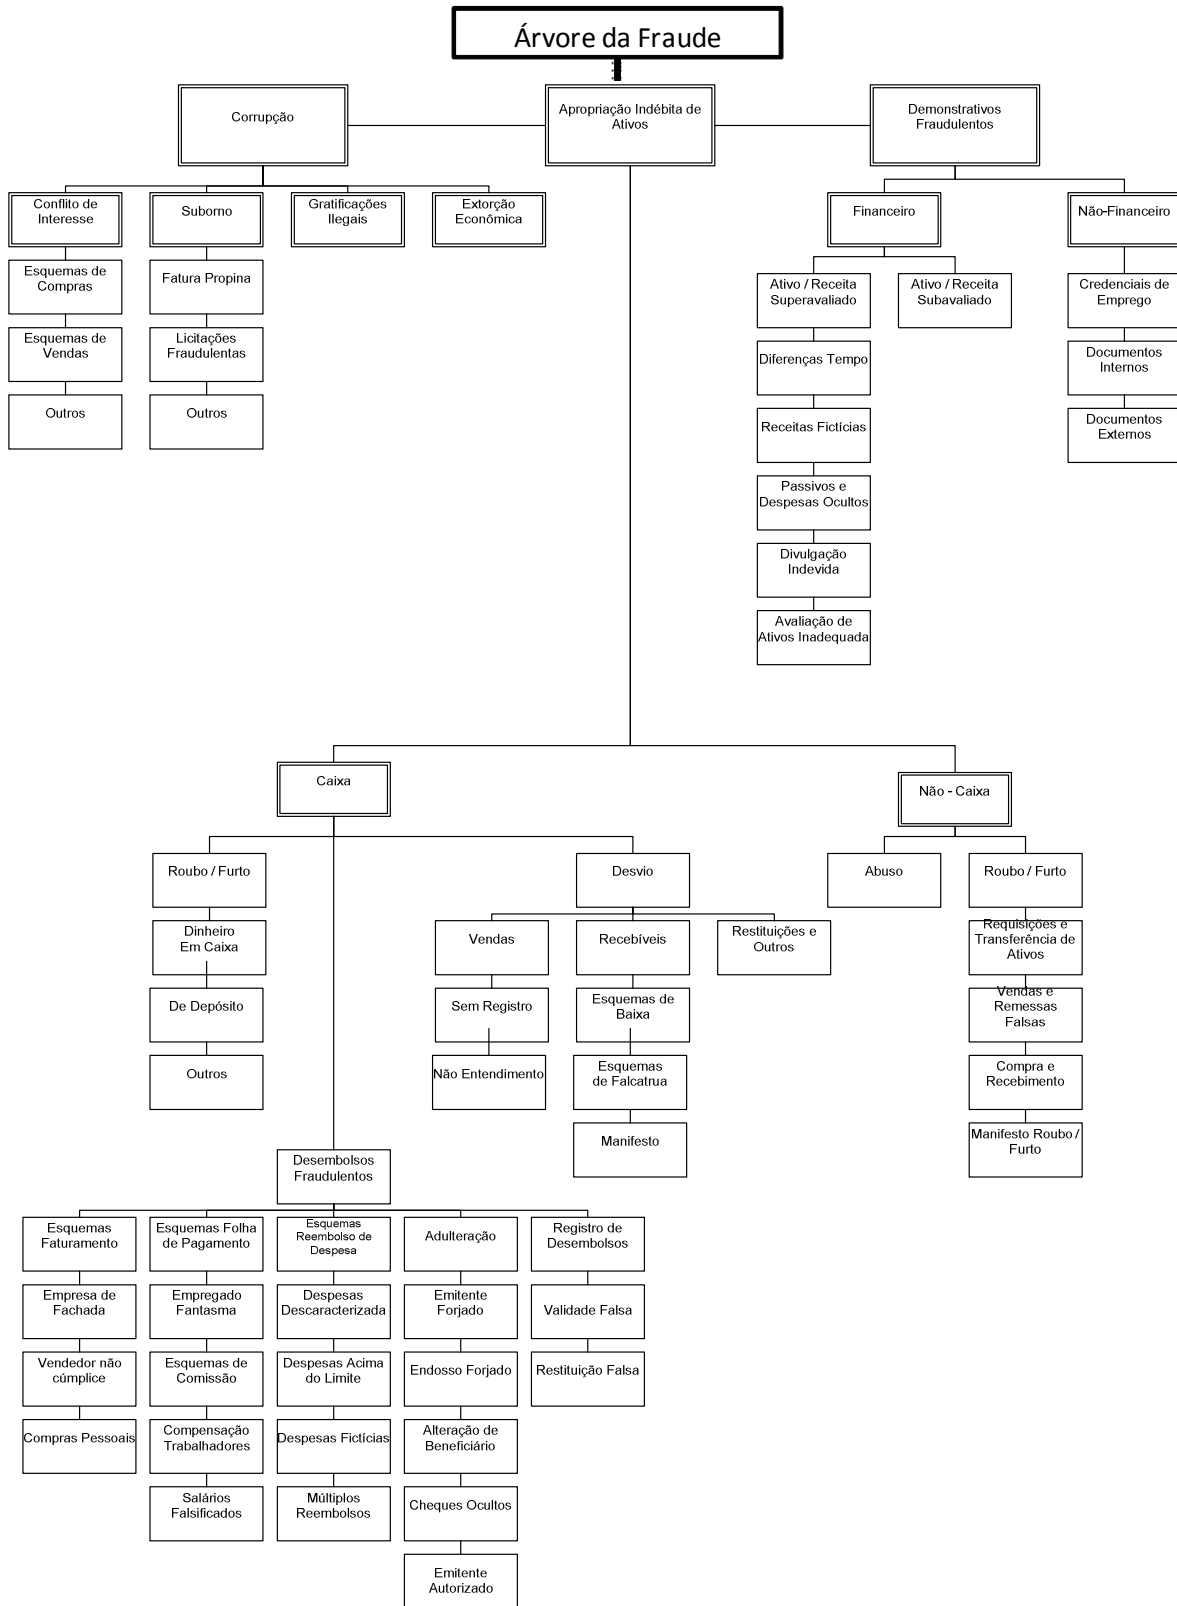 Árvore da Fraude
Corrupção
Apropriação Indébita de
Ativos
Demonstrativos
Fraudulentos
Conflito de
Interesse
Suborno
Gratificações
Ilegais
Extorção
Econômica
Financeiro
Não-Financeiro
Esquemas de
Compras
Fatura Propina
Ativo / Receita
Superavaliado
Ativo / Receita
Subavaliado
Credenciais de
Emprego
Esquemas de
Vendas
Licitações
Fraudulentas
Diferenças Tempo
Documentos
Internos
Outros
Outros
Receitas Fictícias
Documentos
Externos
Passivos e
Despesas Ocultos
Divulgação
Indevida
Avaliação de
Ativos Inadequada
Caixa
Não - Caixa
Roubo / Furto
Desvio
Abuso
Roubo / Furto
Dinheiro
Em Caixa
Vendas
Recebíveis
Restituições e
Outros
Requisições e
Transferência de
Ativos
De Depósito
Sem Registro
Esquemas de
Baixa
Vendas e
Remessas
Falsas
Outros
Não Entendimento
Esquemas
de Falcatrua
Compra e
Recebimento
Manifesto
Manifesto Roubo /
Furto
Desembolsos
Fraudulentos
Esquemas
Faturamento
Esquemas Folha
de Pagamento
Esquemas
Reembolso de
Despesa
Adulteração
Registro de
Desembolsos
Empresa de
Fachada
Empregado
Fantasma
Despesas
Descaracterizada
Emitente
Forjado
Validade Falsa
Vendedor não
cúmplice
Esquemas de
Comissão
Despesas Acima
do Limite
Endosso Forjado
Restituição Falsa
Compras Pessoais
Compensação
Trabalhadores
Despesas Fictícias
Alteração de
Beneficiário
Salários
Falsificados
Múltiplos
Reembolsos
Cheques Ocultos
Emitente
Autorizado